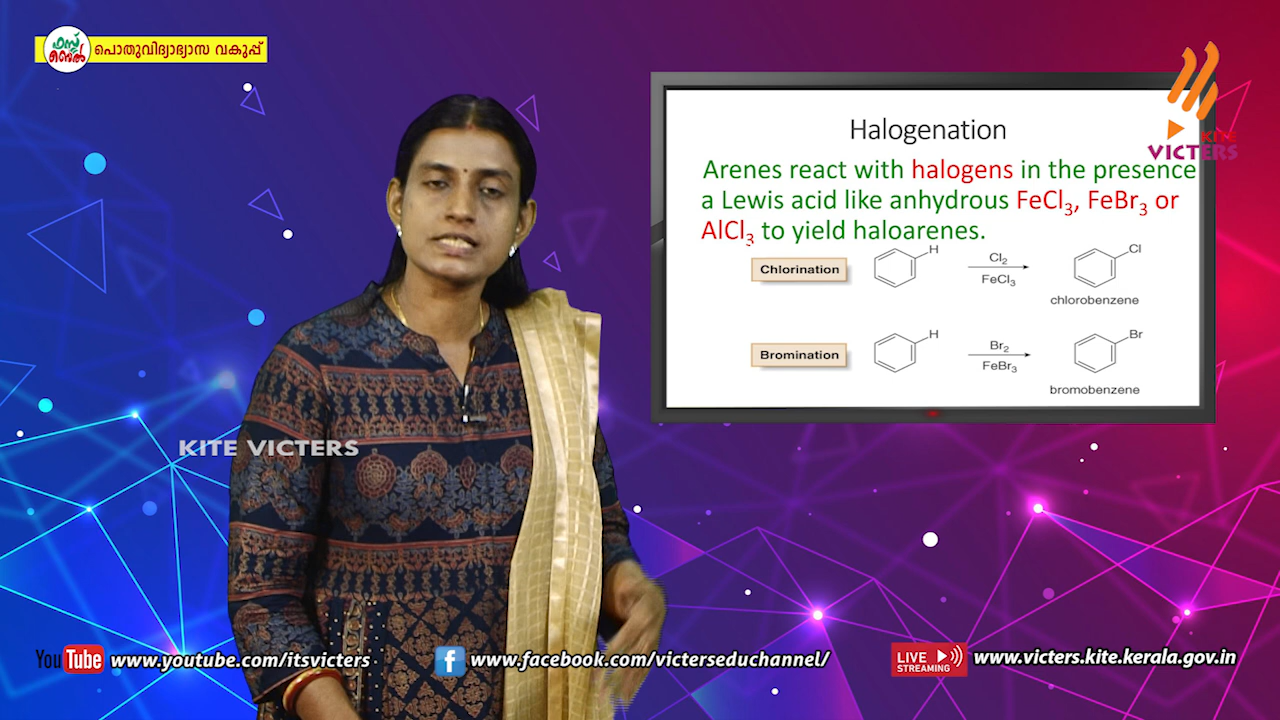 ഫസ്റ്റ്
ബെൽ
പൊതുവിദ്യാഭ്യാസ വകുപ്പ്
KITE
VICTERS
Halogenation
Arenes react with halogens in the presence
a Lewis acid like anhydrous FeCl₃, FeBr₃ or
AlCl₃ to yield haloarenes.
Chlorination
H
Cl₂
FeCl₃
Cl
chlorobenzene
Bromination
H
Br₂
FeBr₃
Br
bromobenzene
KITE VICTERS
YouTube www.youtube.com/itsvicters
f www.facebook.com/victerseduchannel/
LIVE
STREAMING
www.victers.kite.kerala.gov.in